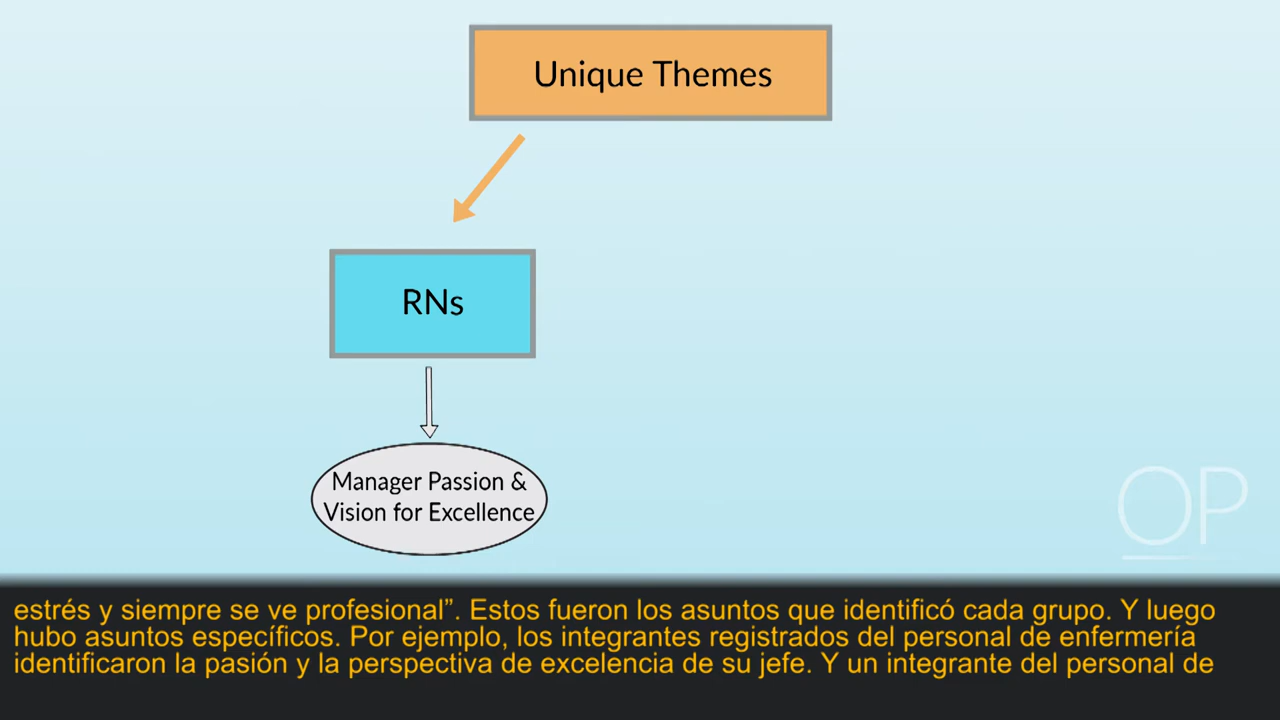 Unique Themes
RNs
Manager Passion &
Vision for Excellence
OP
estrés y siempre se ve profesional”. Estos fueron los asuntos que identificó cada grupo. Y luego
hubo asuntos específicos. Por ejemplo, los integrantes registrados del personal de enfermería
identificaron la pasión y la perspectiva de excelencia de su jefe. Y un integrante del personal de